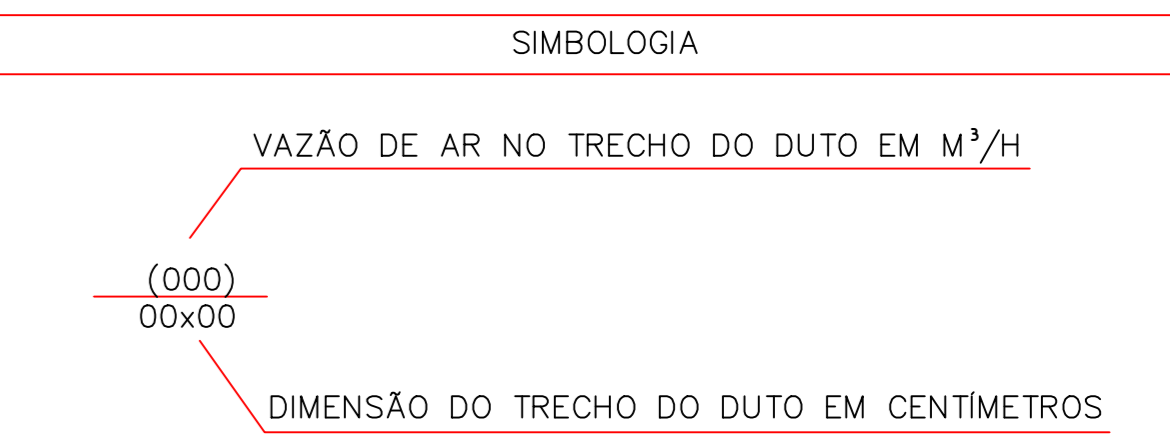 SIMBOLOGIA
VAZÃO DE AR NO TRECHO DO DUTO EM M³/H
(000)
00x00
DIMENSÃO DO TRECHO DO DUTO EM CENTÍMETROS